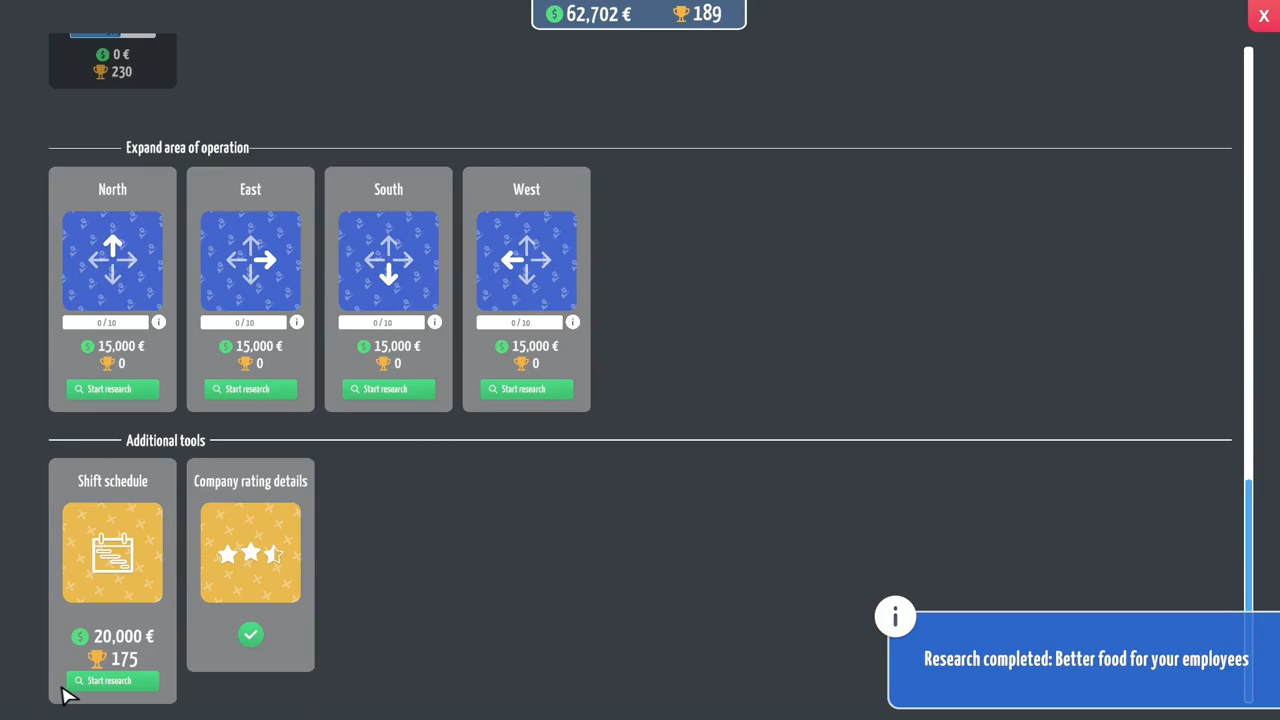 62,702 €
189
X
0 €
230
Expand area of operation
North
East
South
West
0 / 10
0 / 10
0 / 10
0 / 10
15,000 €
15,000 €
15,000 €
15,000 €
0
0
0
0
Start research
Start research
Start research
Start research
Additional tools
Shift schedule
Company rating details
20,000 €
175
Start research
Research completed: Better food for your employees